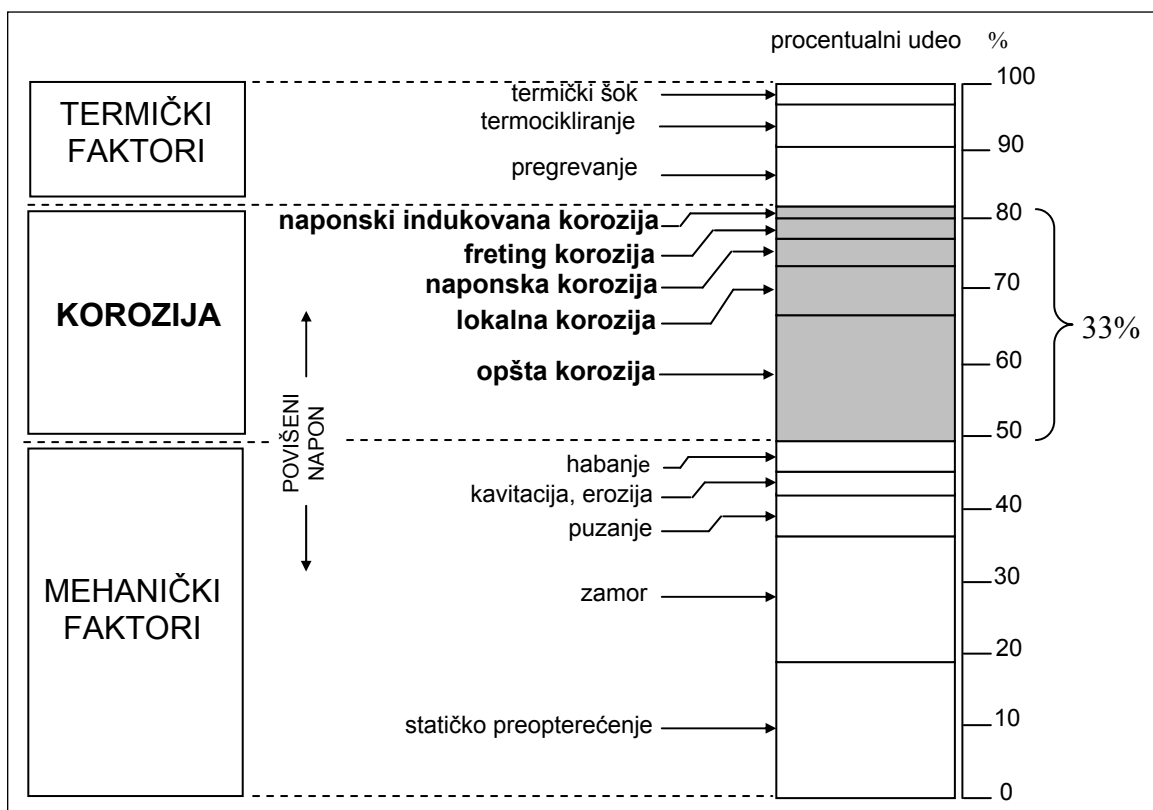 procentualni udeo %
TERMIČKI
FAKTORI
KOROZIJA
MEHANIČKI
FAKTORI
POVIŠENI
NAPON
termički šok
termocikliranje
pregrevanje
naponski indukovana korozija
freting korozija
naponska korozija
lokalna korozija
opšta korozija
habanje
kavitacija, erozija
puzanje
zamor
statičko preopterećenje
100
90
80
70
60
50
40
30
20
10
0
33%